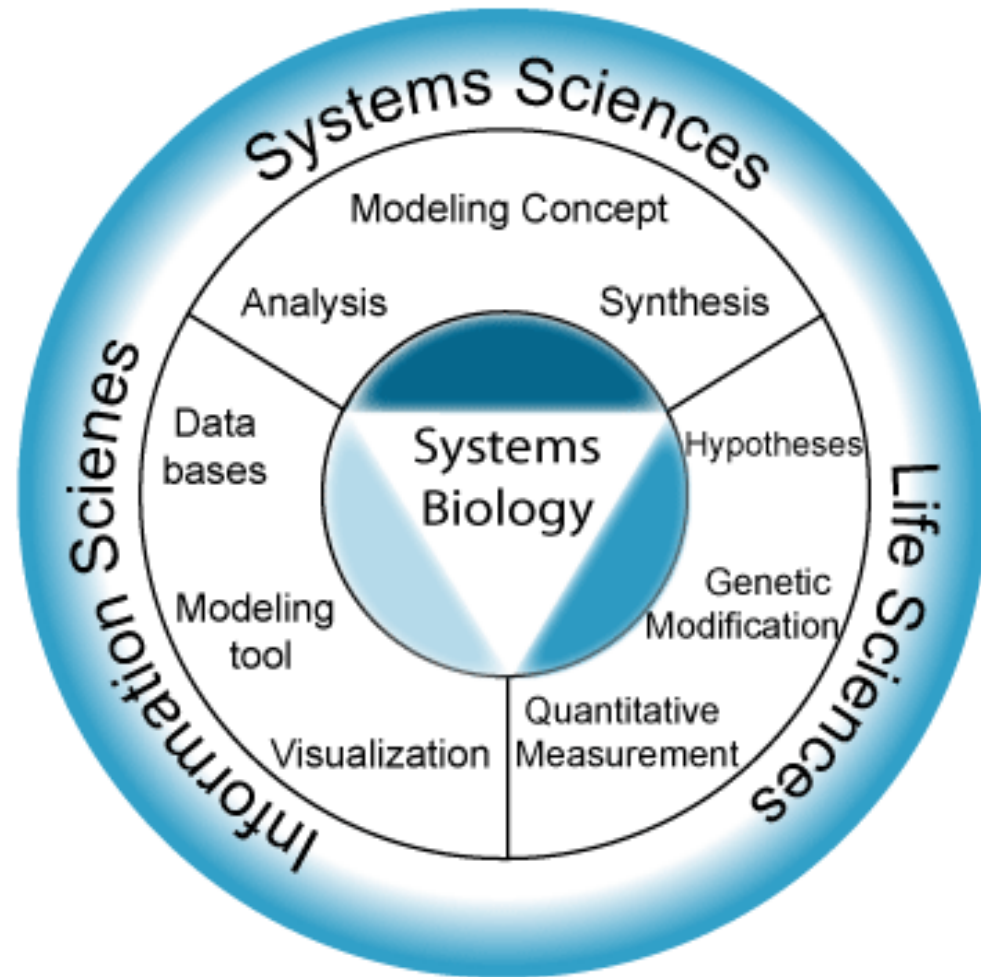 Systems Sciences
Modeling Concept
Analysis
Synthesis
Information Scienes
Data
bases
Modeling
tool
Visualization
Systems
Biology
Life Sciences
Hypotheses
Genetic
Modification
Quantitative
Measurement